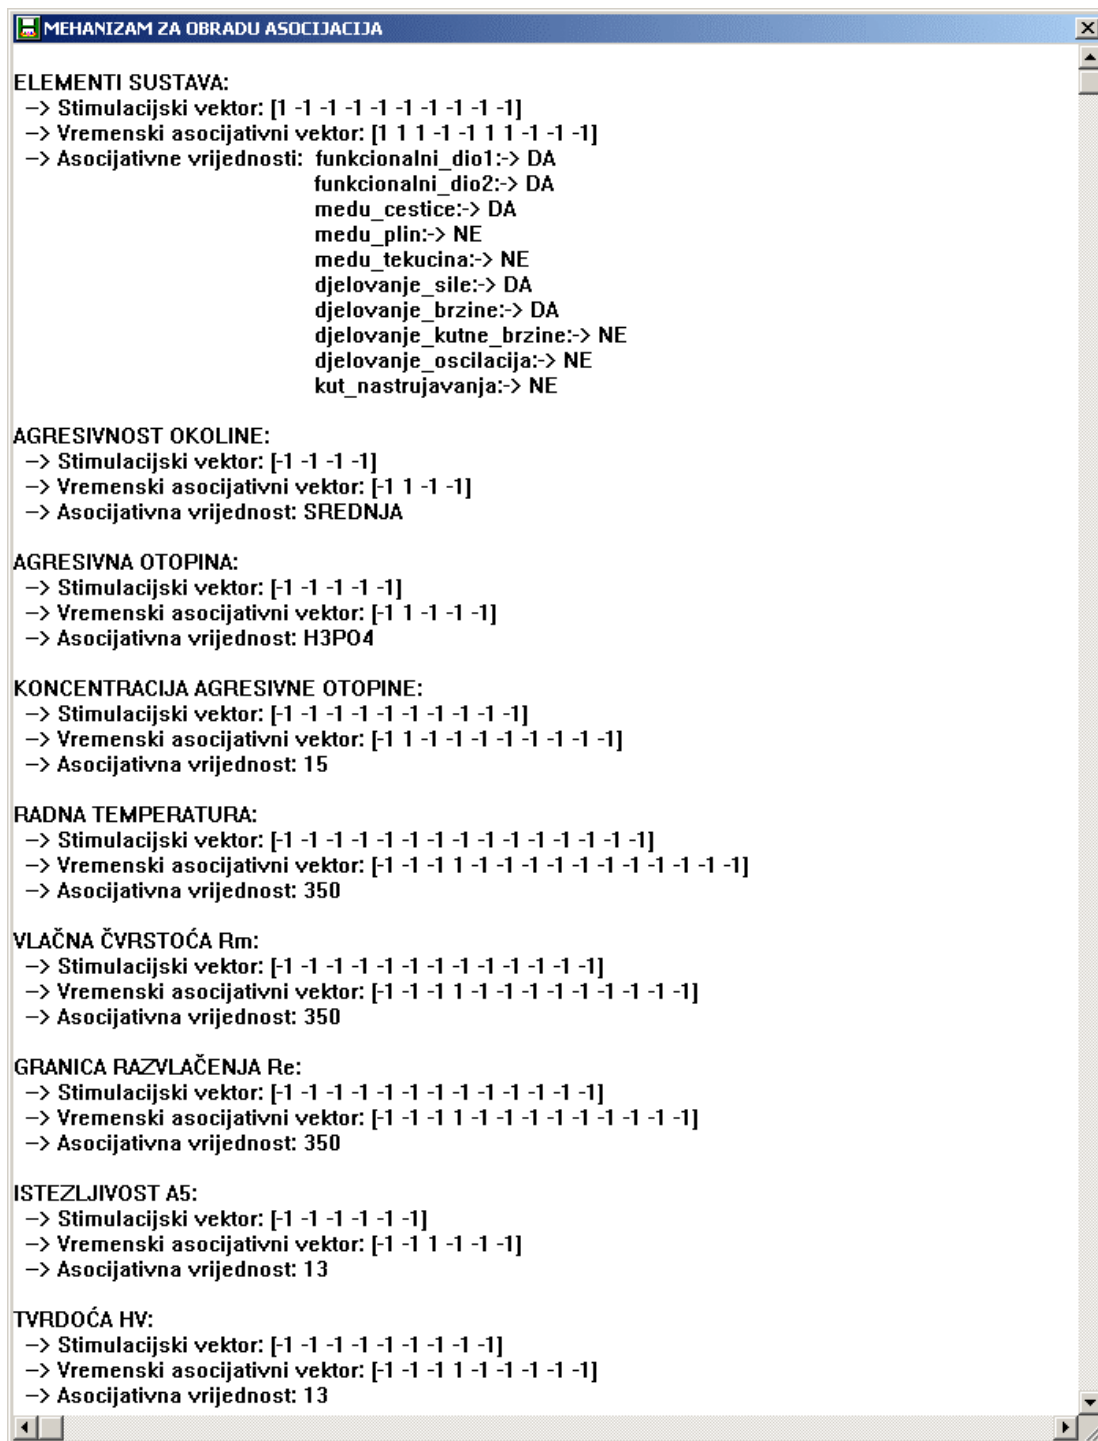 MEHANIZAM ZA OBRADU ASOCIJACIJA
ELEMENTI SUSTAVA:
–> Stimulacijski vektor: [1 -1 -1 -1 -1 -1 -1 -1 -1 -1]
–> Vremenski asocijativni vektor: [1 1 1 -1 -1 1 1 -1 -1 -1]
–> Asocijativne vrijednosti: funkcionalni_dio1:-> DA
funkcionalni_dio2:-> DA
medu_cestice:-> DA
medu_plin:-> NE
medu_tekucina:-> NE
djelovanje_sile:-> DA
djelovanje_brzine:-> DA
djelovanje_kutne_brzine:-> NE
djelovanje_oscilacija:-> NE
kut_nastrujavanja:-> NE
AGRESIVNOST OKOLINE:
–> Stimulacijski vektor: [-1 -1 -1 -1]
–> Vremenski asocijativni vektor: [-1 1 -1 -1]
–> Asocijativna vrijednost: SREDNJA
AGRESIVNA OTOPINA:
–> Stimulacijski vektor: [-1 -1 -1 -1 -1]
–> Vremenski asocijativni vektor: [-1 1 -1 -1 -1]
–> Asocijativna vrijednost: H3PO4
KONCENTRACIJA AGRESIVNE OTOPINE:
–> Stimulacijski vektor: [-1 -1 -1 -1 -1 -1 -1 -1 -1 -1]
–> Vremenski asocijativni vektor: [-1 1 -1 -1 -1 -1 -1 -1 -1 -1]
–> Asocijativna vrijednost: 15
RADNA TEMPERATURA:
–> Stimulacijski vektor: [-1 -1 -1 -1 -1 -1 -1 -1 -1 -1 -1 -1 -1 -1 -1]
–> Vremenski asocijativni vektor: [-1 -1 -1 1 -1 -1 -1 -1 -1 -1 -1 -1 -1 -1 -1]
–> Asocijativna vrijednost: 350
VLAČNA ČVRSTOĆA Rm:
–> Stimulacijski vektor: [-1 -1 -1 -1 -1 -1 -1 -1 -1 -1 -1 -1 -1]
–> Vremenski asocijativni vektor: [-1 -1 -1 1 -1 -1 -1 -1 -1 -1 -1 -1 -1]
–> Asocijativna vrijednost: 350
GRANICA RAZVLAČENJA Re:
–> Stimulacijski vektor: [-1 -1 -1 -1 -1 -1 -1 -1 -1 -1 -1 -1 -1]
–> Vremenski asocijativni vektor: [-1 -1 -1 1 -1 -1 -1 -1 -1 -1 -1 -1 -1]
–> Asocijativna vrijednost: 350
ISTEZLJIVOST A5:
–> Stimulacijski vektor: [-1 -1 -1 -1 -1 -1]
–> Vremenski asocijativni vektor: [-1 -1 1 -1 -1 -1]
–> Asocijativna vrijednost: 13
TVRDOĆA HV:
–> Stimulacijski vektor: [-1 -1 -1 -1 -1 -1 -1 -1 -1]
–> Vremenski asocijativni vektor: [-1 -1 -1 1 -1 -1 -1 -1 -1]
–> Asocijativna vrijednost: 13